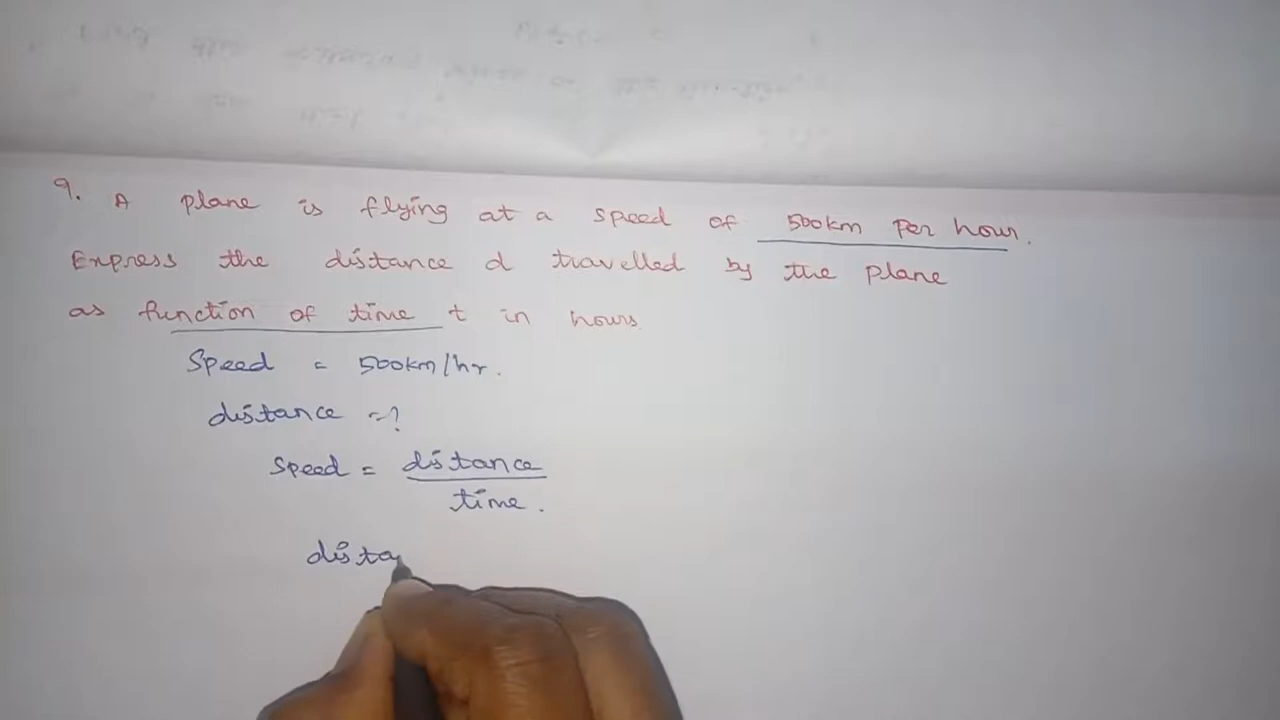 9. A plane is flying at a speed of 500km per hour.
Express the distance d travelled by the plane
as function of time t in hours.
Speed = 500km/hr.
distance = ?
Speed = distance
time.
dista